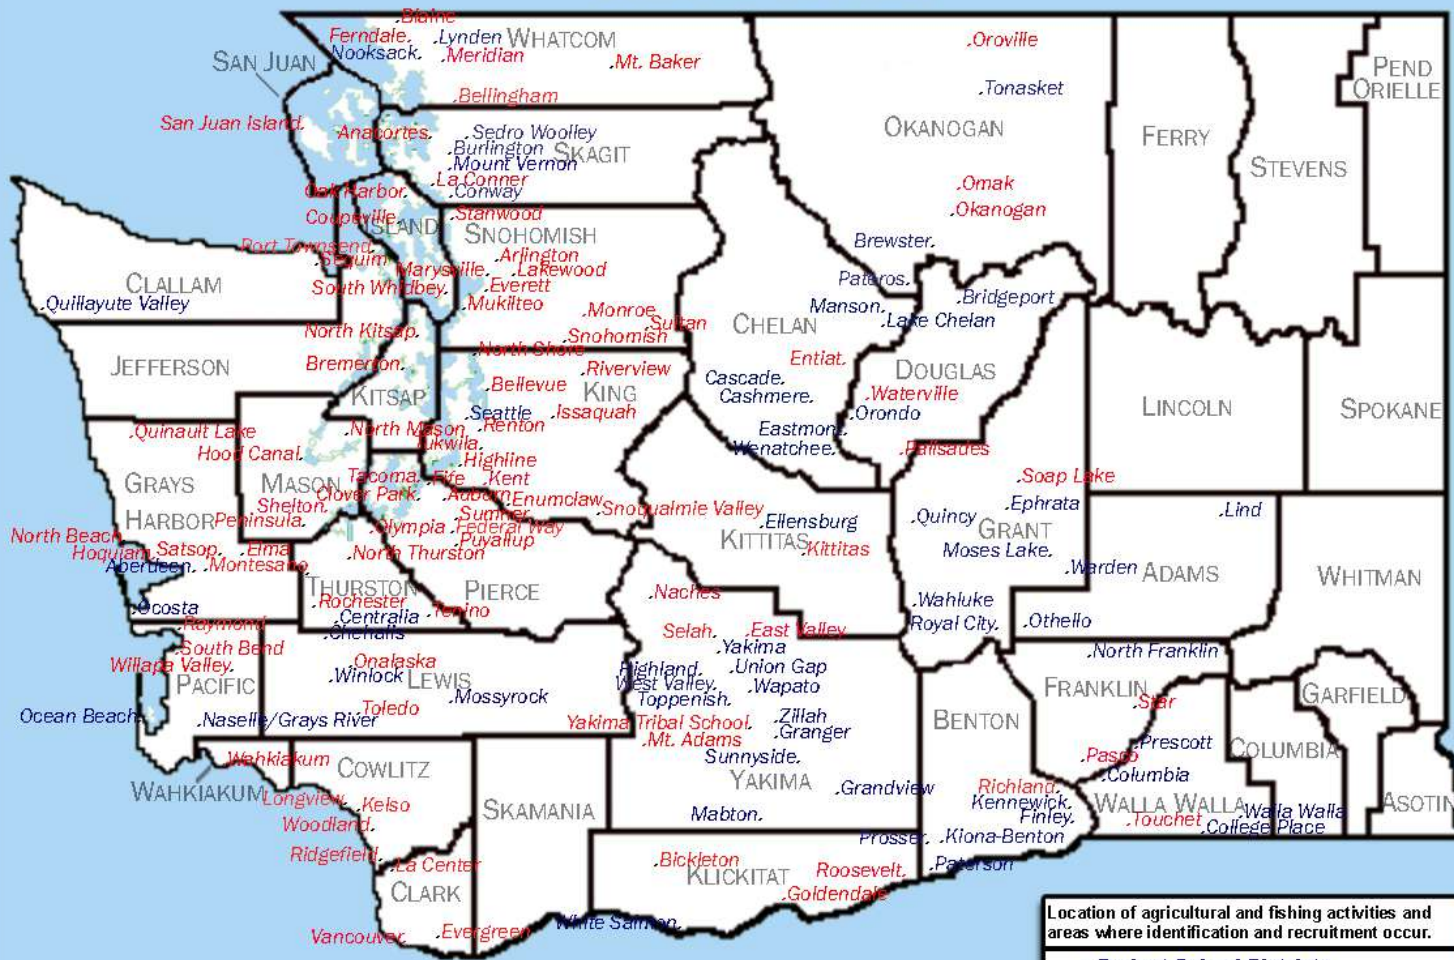 Blaine
Ferndale.
Lynden
WHATCOM
Oroville
Nooksack.
Meridian
Mt. Baker
SAN JUAN
PEND
ORIELLE
Tonasket
Bellingham
San Juan Island.
Anacortes.
Sedro Woolley
Burlington
SKAGIT
Mount Vernon
OKANOGAN
FERRY
STEVENS
La Conner
Conway
Oak Harbor.
Omak
Okanogan
Coupeville.
ISLAND
Stanwood
SNOHOMISH
Port Townsend.
Sequim
Arlington
Marysville.
Lakewood
Brewster.
CLALLAM
Quillayute Valley
South Whidbey.
Everett
Mukilteo
Monroe
Pateros.
Manson.
Bridgeport
Lake Chelan
North Kitsap.
Sultan
Snohomish
CHELAN
North Shore
JEFFERSON
Bremerton.
Riverview
Entiat.
DOUGLAS
KITSAP
Bellevue
KING
Cascade.
Cashmere.
Waterville
LINCOLN
SPOKANE
Seattle
Issaquah
Orondo
Quinault Lake
North Mason
Renton
Eastmont.
Tukwila.
Hood Canal.
Wenatchee.
Palisades
Highline
GRAYS
HARBOR
MASON
Tacoma.
Fife
Kent
Soap Lake
Clover Park.
Auburn
Enumclaw
Ephrata
Lind
Shelton.
Sumner
Snoqualmie Valley
Quincy
GRANT
Peninsula.
Olympia
Federal Way
Ellensburg
KITTITAS
Kittitas
North Beach
Puyallup
Moses Lake.
Hoquiam
Satsop.
Elma
North Thurston
Aberdeen.
Montesano
Warden
ADAMS
WHITMAN
THURSTON
PIERCE
Naches
Ocosta
Rochester
Tenino
Wahluke
Centralia
Royal City.
Othello
Raymond
Chehalis
Selah.
East Valley
South Bend
Yakima
North Franklin
Willapa Valley.
Onalaska
Highland.
Union Gap
PACIFIC
Winlock
LEWIS
West Valley.
Wapato
FRANKLIN
GARFIELD
Mossyrock
Toppenish.
Star
Ocean Beach
Naselle/Grays River
Toledo
Yakima Tribal School.
Zillah
BENTON
Granger
Mt. Adams
Prescott
COLUMBIA
Wahkiakum
Sunnyside.
Pasco
COWLITZ
YAKIMA
Columbia
WAHKIAKUM
Longview.
Kelso
SKAMANIA
Grandview
Richland.
Kennewick.
WALLA WALLA
Walla Walla
ASOTIN
Woodland.
Mabton.
Finley.
Touchet
College Place
Prosser.
Kiona-Benton
Ridgefield.
La Center
Bickleton
KLICKITAT
Roosevelt.
Paterson
CLARK
Goldendale
White Salmon.
Vancouver.
Evergreen
Location of agricultural and fishing activities and
areas where identification and recruitment occur.